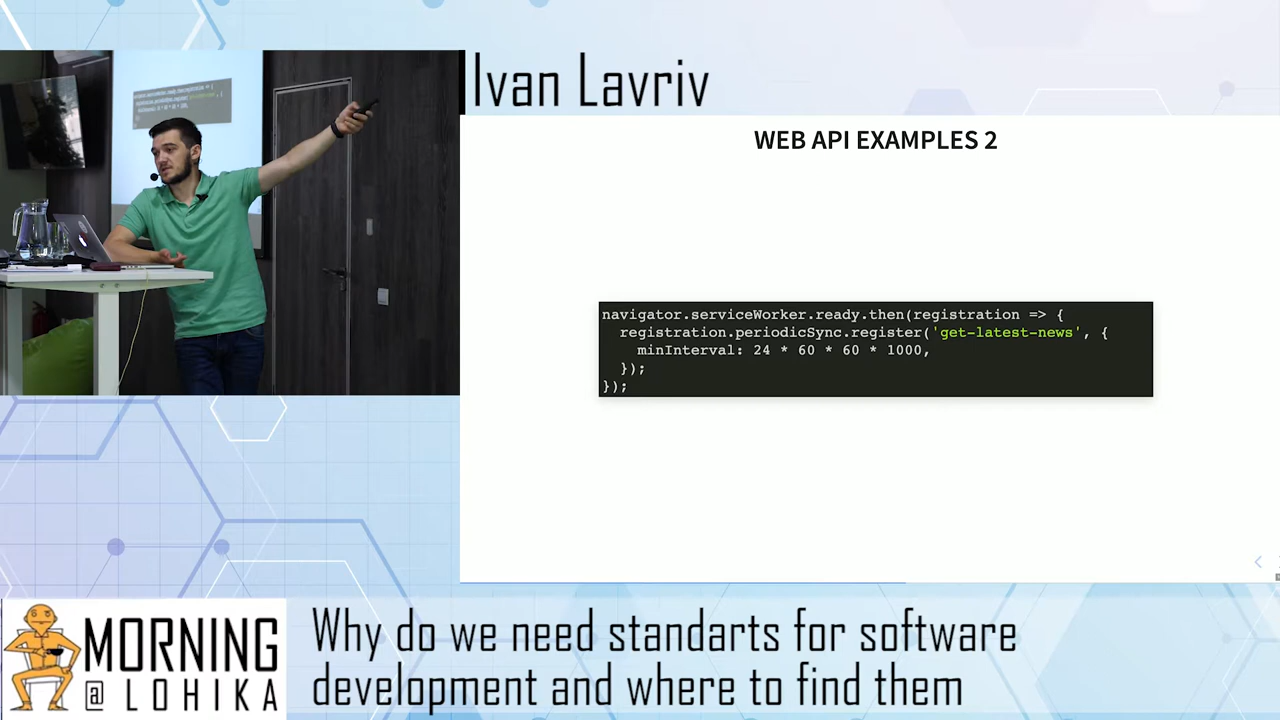 Ivan Lavriv
WEB API EXAMPLES 2
navigator.serviceWorker.ready.then(registration => {
registration.periodicSync.register('get-latest-news', {
minInterval: 24 * 60 * 60 * 1000,
});
});
MORNING
@ LOHIKA
Why do we need standarts for software
development and where to find them